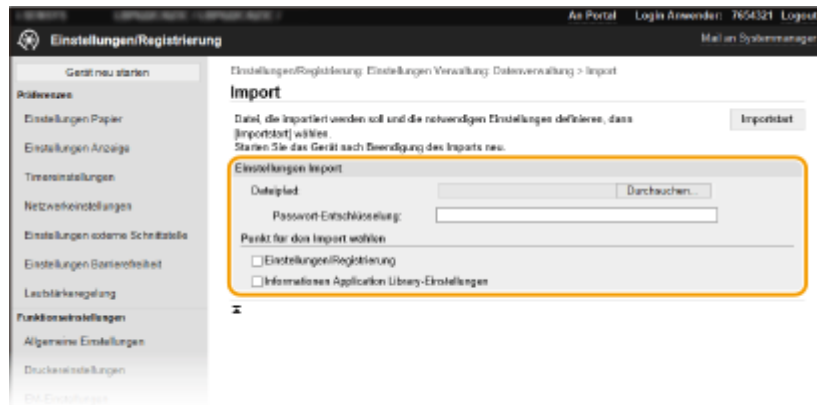 An Portal Login Anwender: 7654321 Logout
Einstellungen/Registrierung
Mail an Systemmanager
Gerät neu starten
Präferenzen
Einstellungen Papier
Einstellungen Anzeige
Timereinstellungen
Netzwerkeinstellungen
Einstellungen externe Schnittstelle
Einstellungen Barrierefreiheit
Lautstärkeregelung
Funktionseinstellungen
Allgemeine Einstellungen
Druckereinstellungen
Einstellungen/Registrierung: Einstellungen Verwaltung: Datenverwaltung > Import
Import
Datei, die importiert werden soll und die notwendigen Einstellungen definieren, dann
[Importstart] wählen.
Starten Sie das Gerät nach Beendigung des Imports neu.
Importstart
Einstellungen Import
Dateipfad:
Durchsuchen...
Passwort-Entschlüsselung:
Punkt für den Import wählen
Einstellungen/Registrierung
Informationen Application Library-Einstellungen